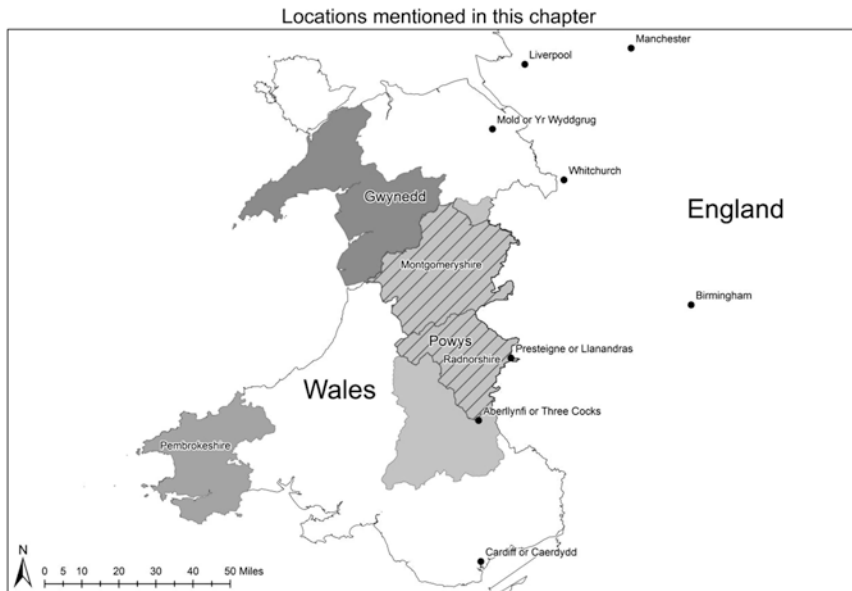 Locations mentioned in this chapter
Manchester
Liverpool
Mold or Yr Wyddgrug
Whitchurch
Gwynedd
England
Montgomeryshire
Birmingham
Powys
Presteigne or Llanandras
Radnorshire
Wales
Aberllynfi or Three Cocks
Pembrokeshire
Cardiff or Caerdydd
N
0 5 10 20 30 40 50 Miles